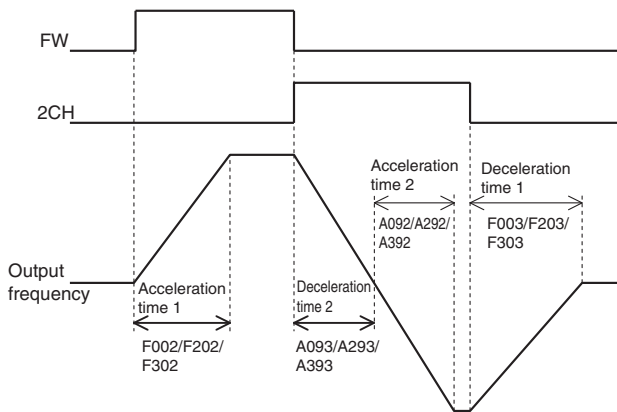 FW
2CH
Acceleration
time 2
Deceleration
time 1
A092/A292/
A392
F003/F203/
F303
Output
frequency
Acceleration
time 1
Deceleration
time 2
F002/F202/
F302
A093/A293/
A393